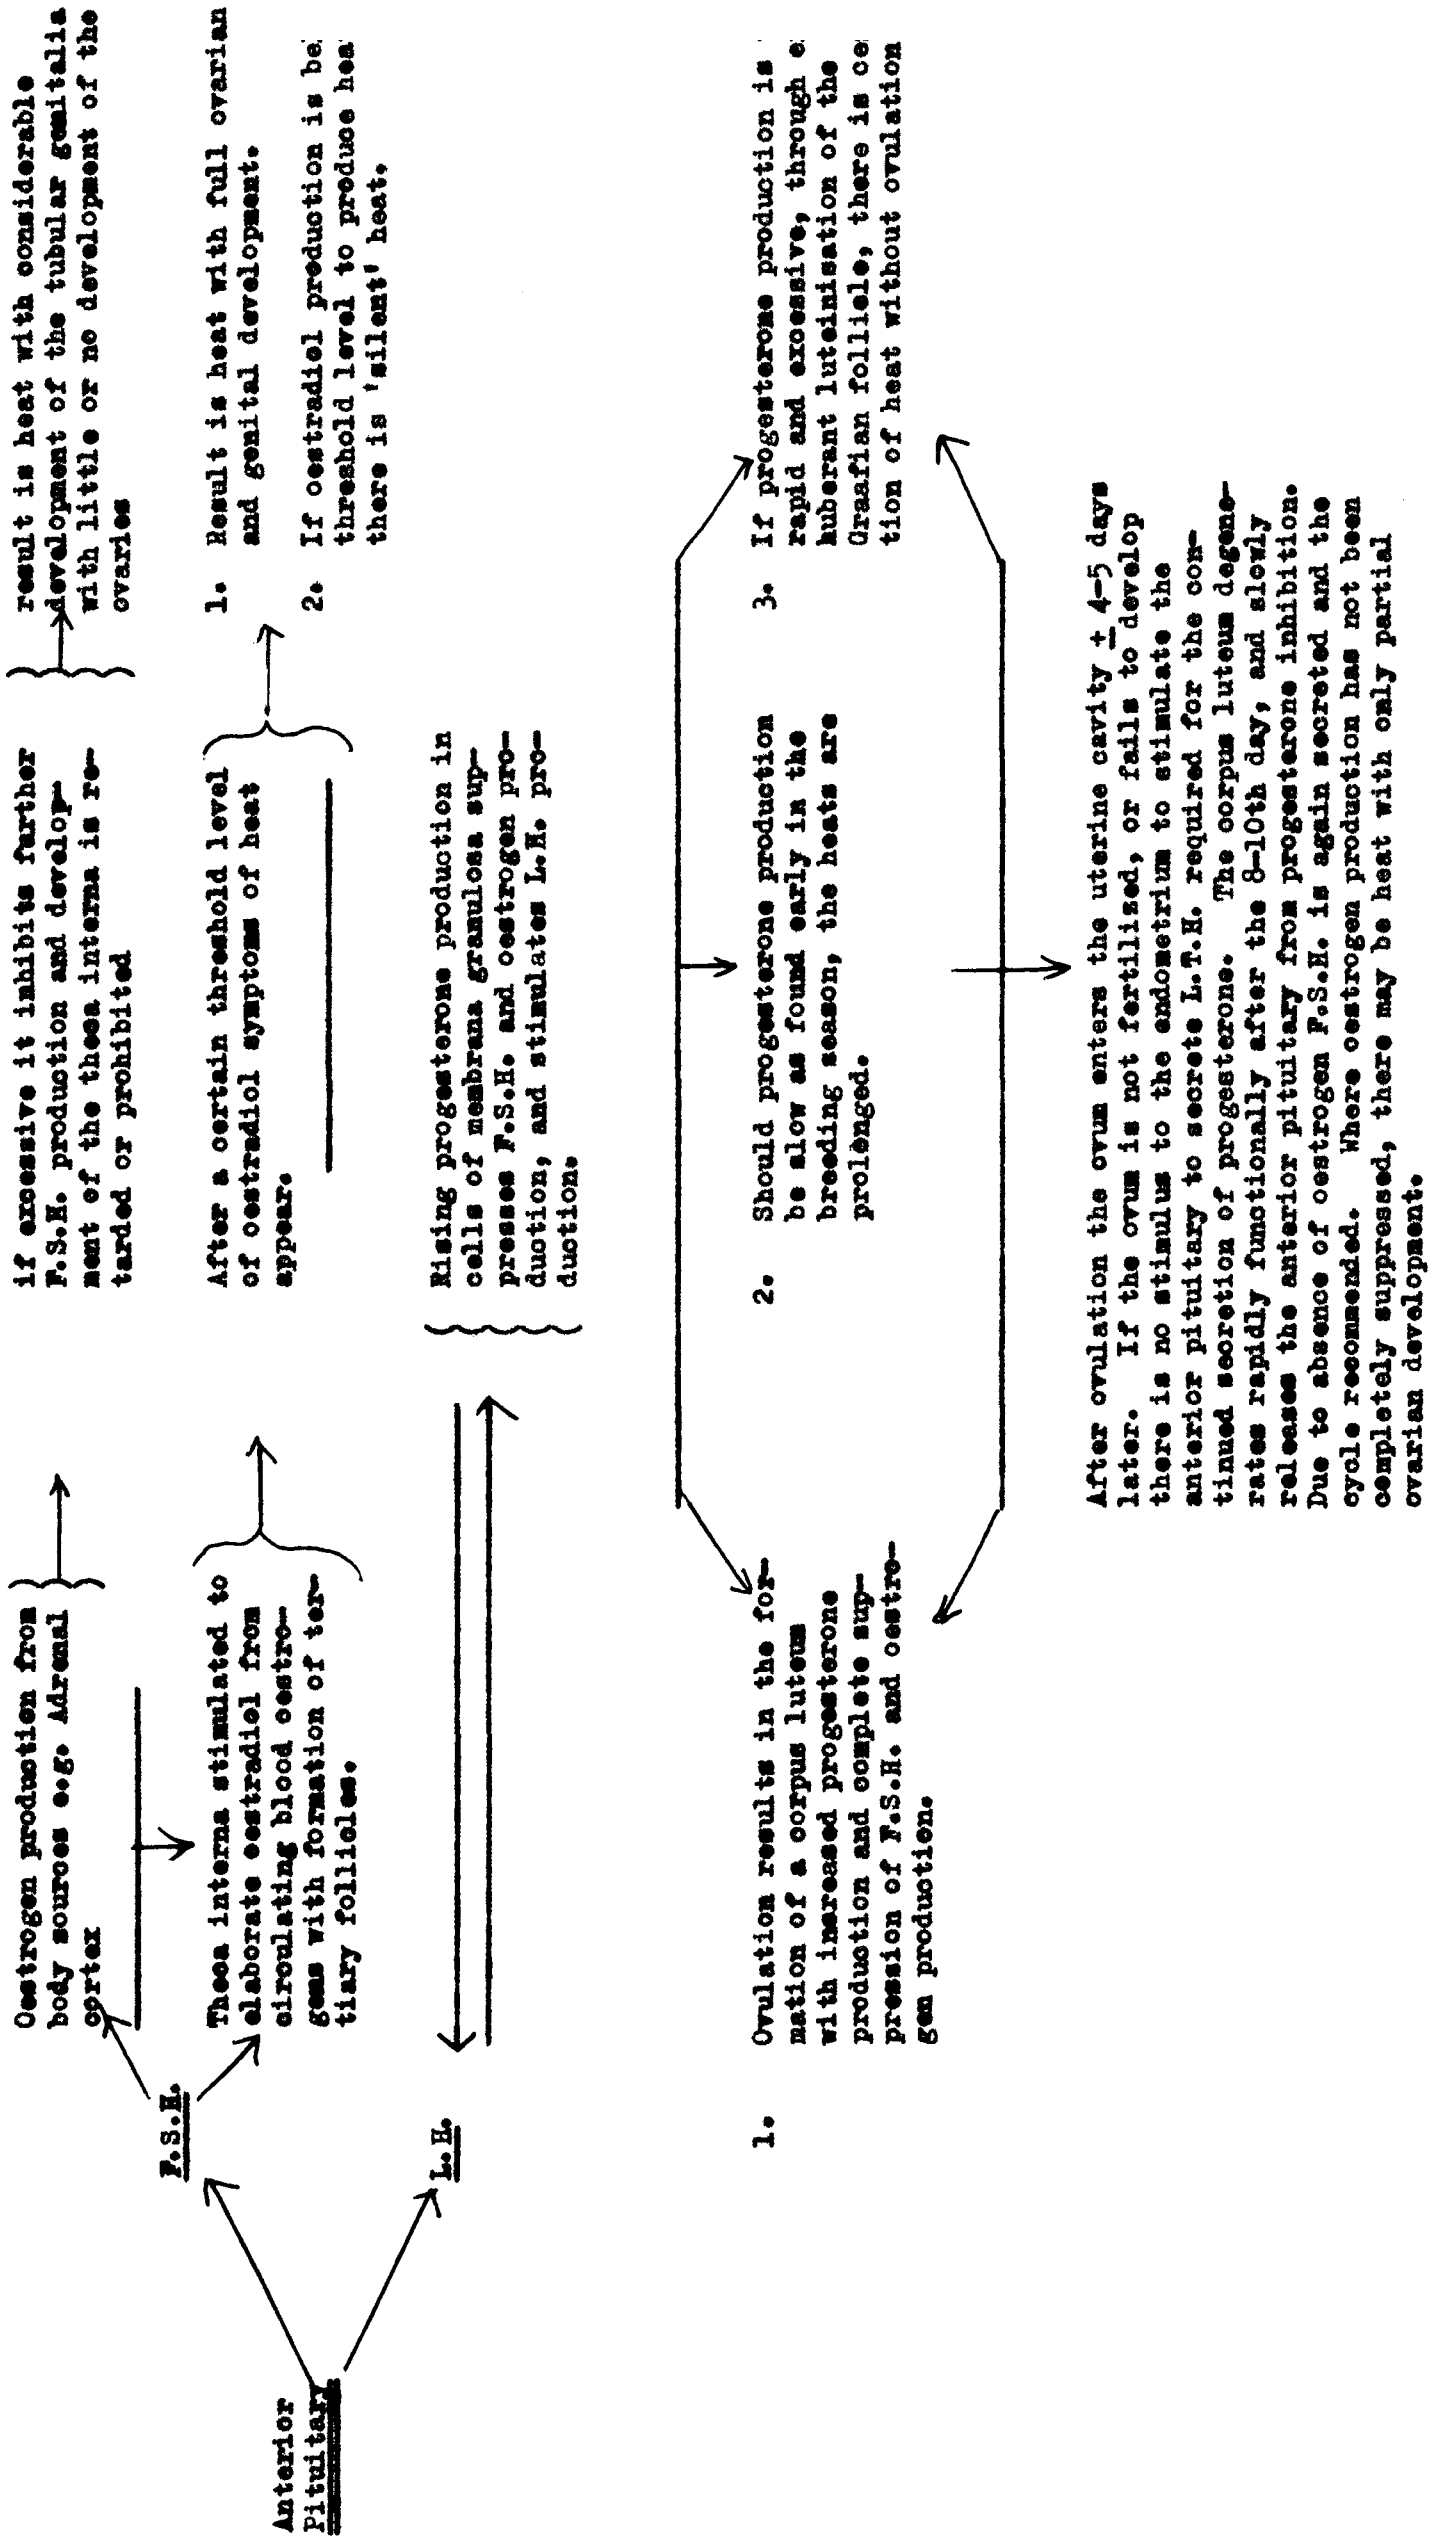 Anterior
Pituitary
F.S.H.
L.H.
Oestrogen production from
body sources e.g. Adrenal
cortex
if excessive it inhibits further
F.S.H. production and develop-
ment of the theca interna is re-
tarded or prohibited
result is heat with considerable
development of the tubular genitalia
with little or no development of the
ovaries
Theca interna stimulated to
elaborate oestradiol from
circulating blood oestro-
gens with formation of ter-
tiary follicles.
After a certain threshold level
of oestradiol symptoms of heat
appear.
1. Result is heat with full ovarian
and genital development.
2. If oestradiol production is be
threshold level to produce hea
there is 'silent' heat.
Rising progesterone production in
cells of membrana granulosa sup-
presses F.S.H. and oestrogen pro-
duction, and stimulates L.H. pro-
duction.
1. Ovulation results in the for-
mation of a corpus luteum
with increased progesterone
production and complete sup-
pression of F.S.H. and oestro-
gen production.
2. Should progesterone production
be slow as found early in the
breeding season, the heats are
prolonged.
3. If progesterone production is
rapid and excessive, through e
huberant luteinisation of the
Graafian follicle, there is ce
tion of heat without ovulation
After ovulation the ovum enters the uterine cavity ± 4-5 days
later. If the ovum is not fertilized, or fails to develop
there is no stimulus to the endometrium to stimulate the
anterior pituitary to secrete L.T.H. required for the con-
tinued secretion of progesterone. The corpus luteum degene-
rates rapidly functionally after the 8-10th day, and slowly
releases the anterior pituitary from progesterone inhibition.
Due to absence of oestrogen F.S.H. is again secreted and the
cycle recommended. Where oestrogen production has not been
completely suppressed, there may be heat with only partial
ovarian development.